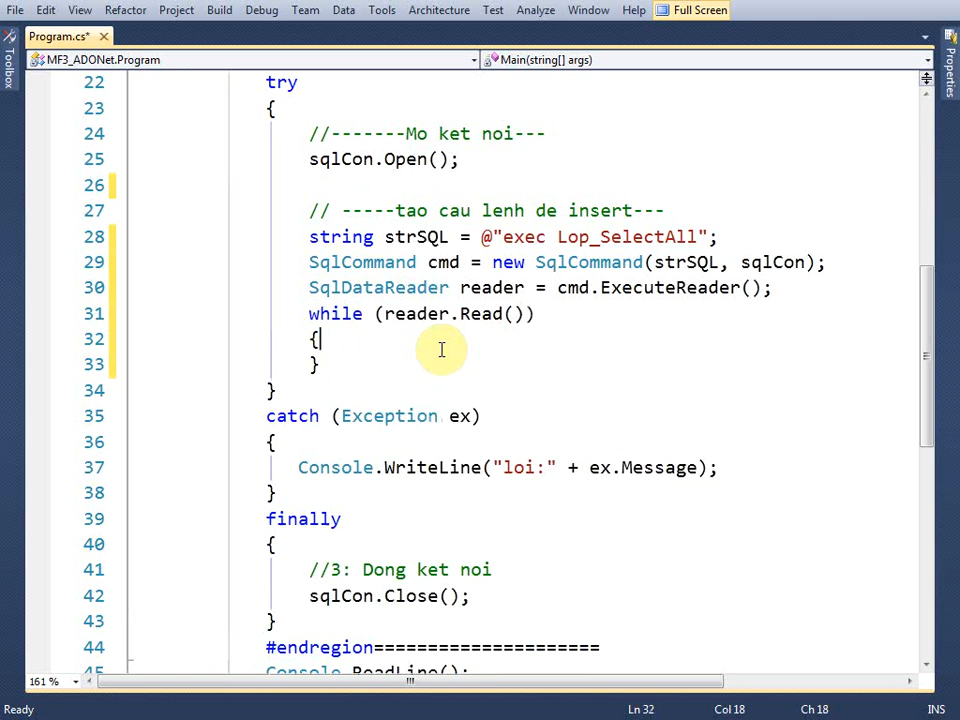 File Edit View Refactor Project Build Debug Team Data Tools Architecture Test Analyze Window Help Full Screen
Program.cs* ×
MF3_ADONet.Program Main(string[] args)
Toolbox
Properties
22 try
23 {
24 //-------Mo ket noi---
25 sqlCon.Open();
26
27 // -----tao cau lenh de insert---
28 string strSQL = @"exec Lop_SelectAll";
29 SqlCommand cmd = new SqlCommand(strSQL, sqlCon);
30 SqlDataReader reader = cmd.ExecuteReader();
31 while (reader.Read())
32 {
33 }
34 }
35 catch (Exception ex)
36 {
37 Console.WriteLine("loi:" + ex.Message);
38 }
39 finally
40 {
41 //3: Dong ket noi
42 sqlCon.Close();
43 }
44 #endregion=====================
45 Console.ReadLine();
161 %
Ready Ln 32 Col 18 Ch 18 INS